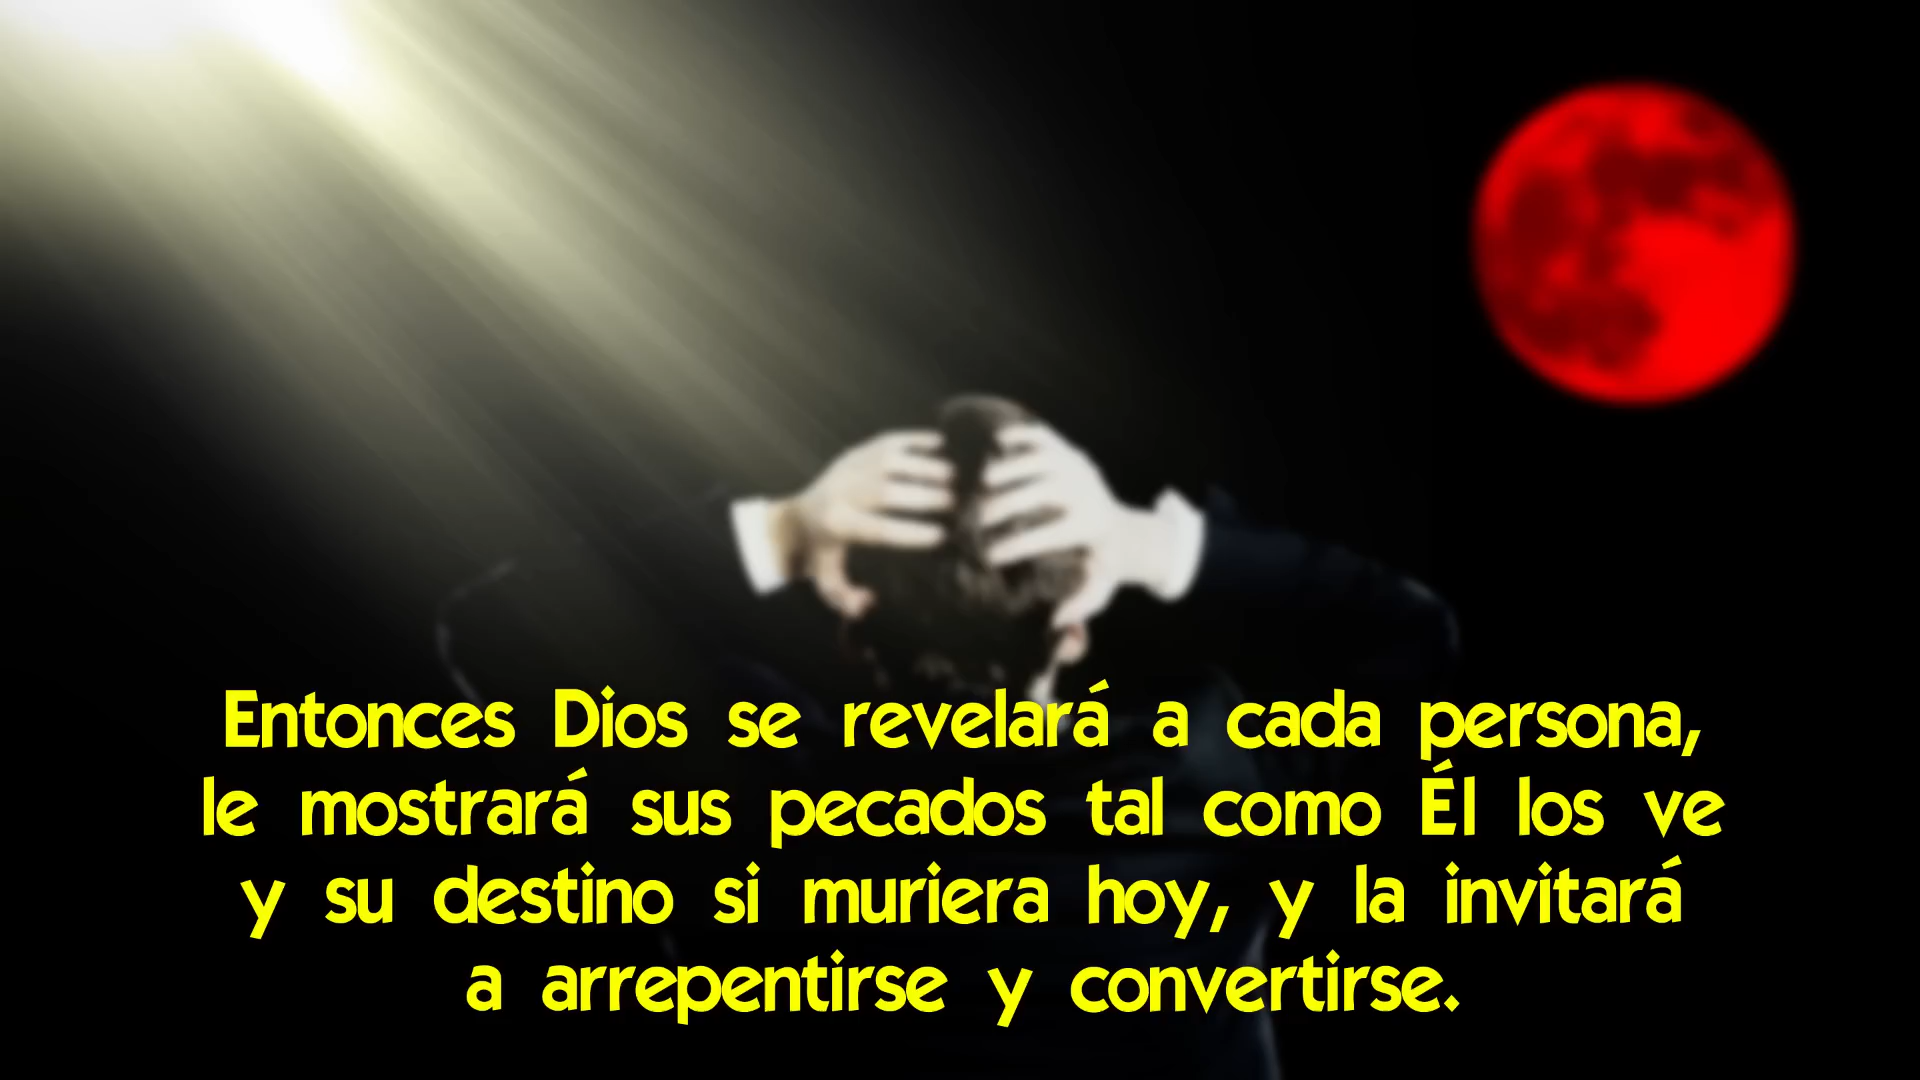 Entonces Dios se revelará a cada persona,
le mostrará sus pecados tal como Él los ve
y su destino si muriera hoy, y la invitará
a arrepentirse y convertirse.